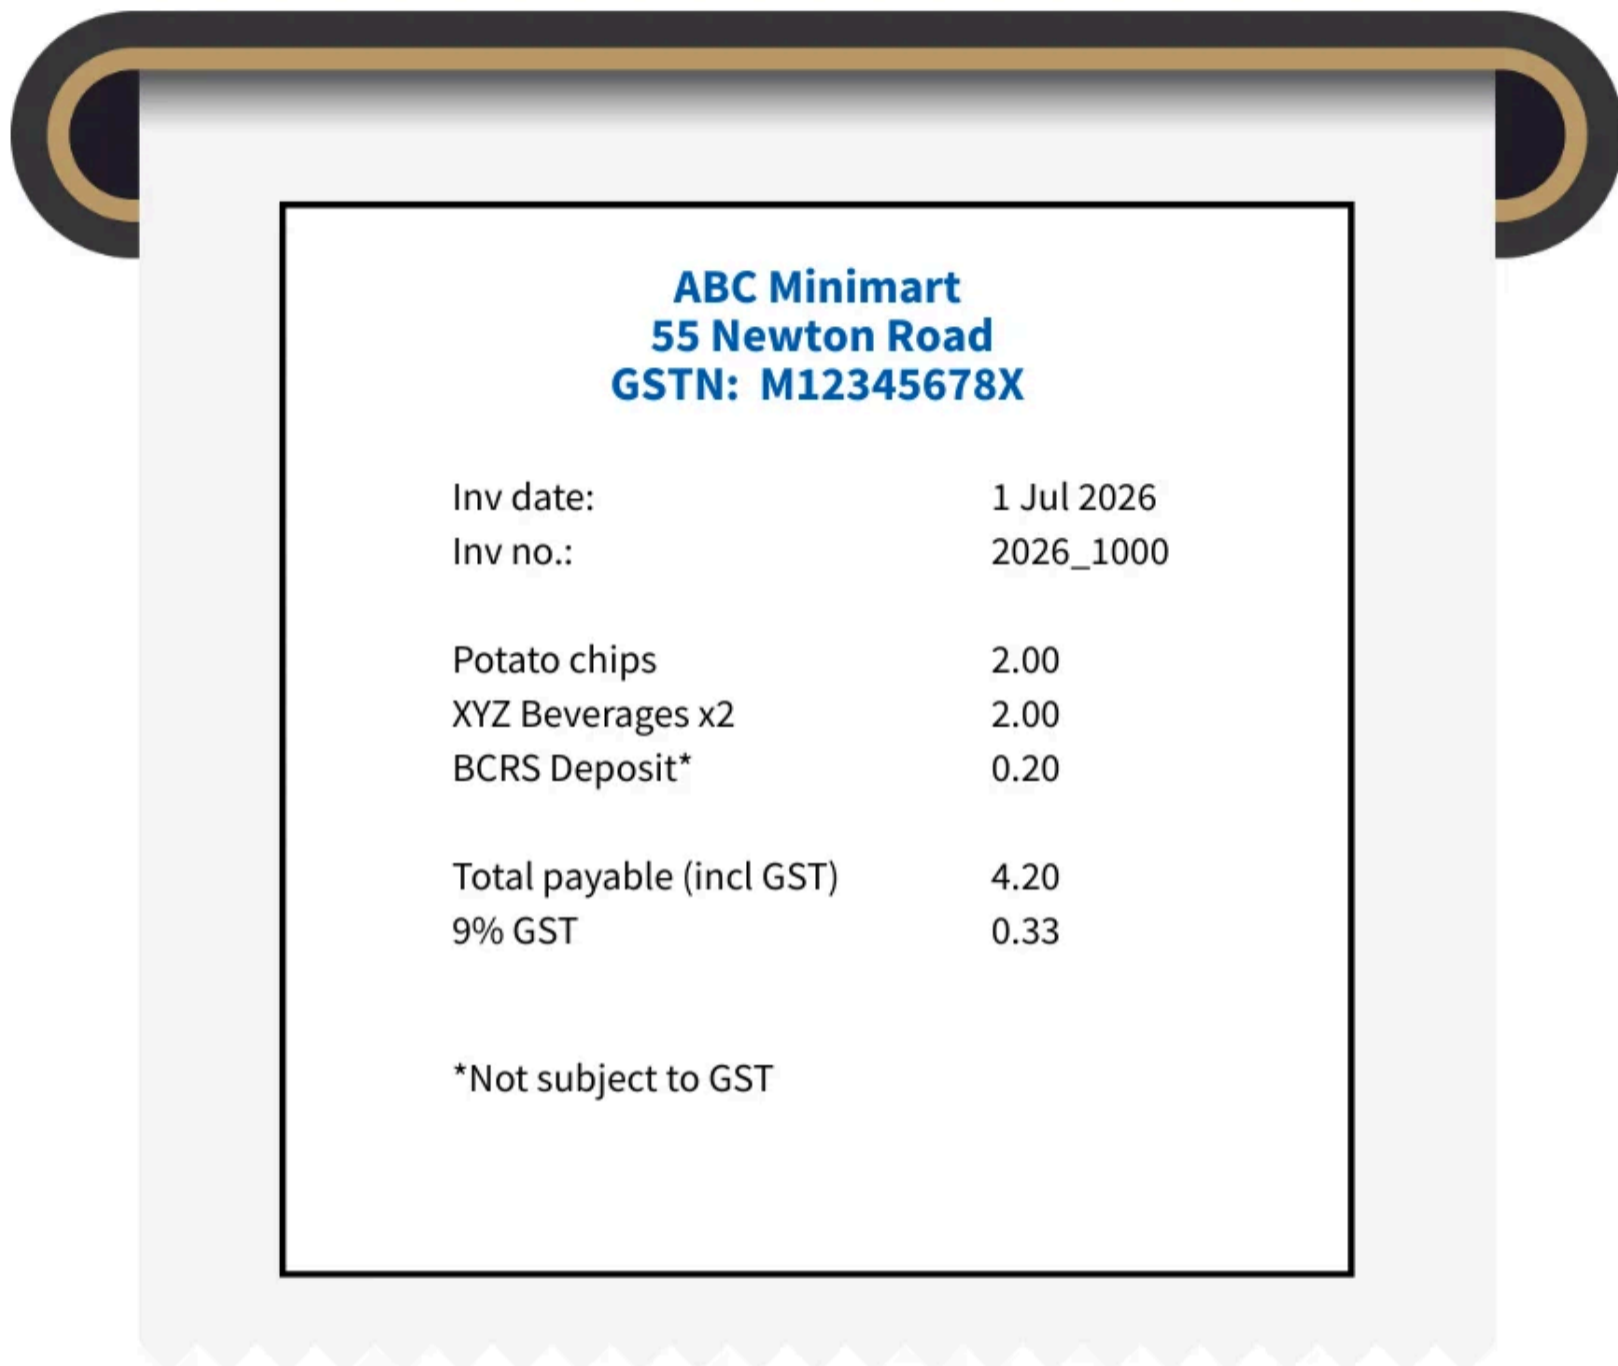 ABC Minimart
55 Newton Road
GSTN: M12345678X
Inv date: 1 Jul 2026
Inv no.: 2026_1000
Potato chips 2.00
XYZ Beverages x2 2.00
BCRS Deposit* 0.20
Total payable (incl GST) 4.20
9% GST 0.33
*Not subject to GST